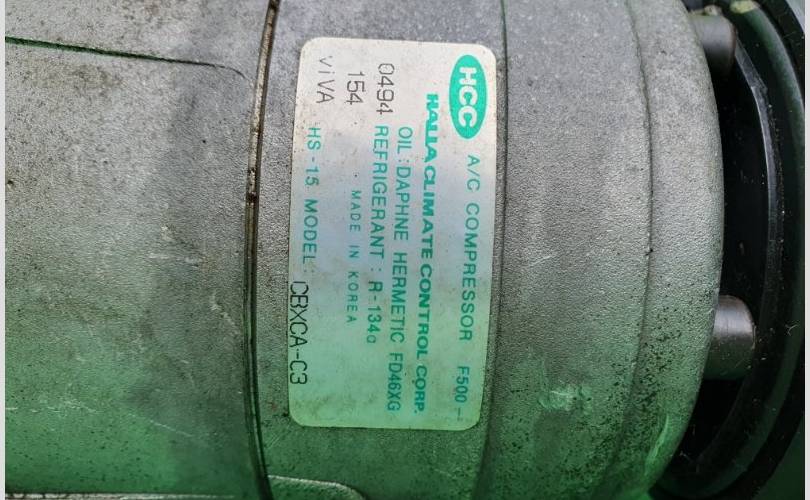 HCC A/C COMPRESSOR F500-
HALLA CLIMATE CONTROL CORP.
OIL : DAPHNE HERMETIC FD46XG
REFRIGERANT : R-134a
MADE IN KOREA
0494
154
viVA
HS-15 MODEL: CBXCA-C3